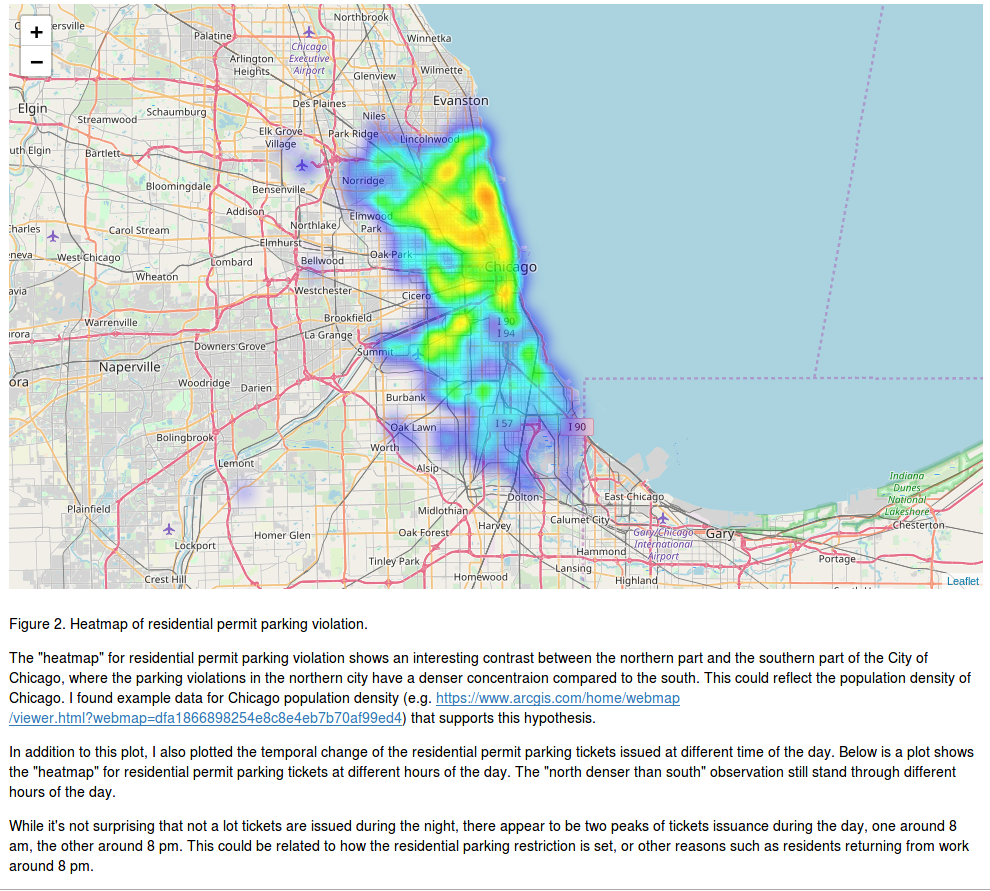 Northbrook
ersville
+
Palatine
Winnetka
Chicago
Executive
Airport
Arlington
Heights
−
Wilmette
Glenview
Evanston
Des Plaines
Elgin
Schaumburg
Niles
Streamwood
Elk Grove
Village
Park Ridge
Lincolnwood
uth Elgin
Bartlett
Norridge
Bloomingdale
Bensenville
Addison
Elmwood
Park
Northlake
harles
Carol Stream
Elmhurst
neva
West Chicago
Oak Park
Lombard
Bellwood
Chicago
Wheaton
avia
Westchester
Cicero
Warrenville
Brookfield
I 90
I 94
rora
La Grange
Downers Grove
Summit
Naperville
ora
Woodridge
Darien
Burbank
Oak Lawn
I 57
I 90
Bolingbrook
Worth
Lemont
Alsip
Indiana
Dunes
National
Lakeshore
Plainfield
Dolton
East Chicago
Midlothian
Calumet City
Harvey
Chesterton
Homer Glen
Oak Forest
Gary/Chicago
International
Airport
Gary
Lockport
Hammond
Tinley Park
Portage
Lansing
Crest Hill
Homewood
Highland
Leaflet
Figure 2. Heatmap of residential permit parking violation.
The "heatmap" for residential permit parking violation shows an interesting contrast between the northern part and the southern part of the City of
Chicago, where the parking violations in the northern city have a denser concentraion compared to the south. This could reflect the population density of
Chicago. I found example data for Chicago population density (e.g. https://www.arcgis.com/home/webmap
/viewer.html?webmap=dfa1866898254e8c8e4eb7b70af99ed4) that supports this hypothesis.
In addition to this plot, I also plotted the temporal change of the residential permit parking tickets issued at different time of the day. Below is a plot shows
the "heatmap" for residential permit parking tickets at different hours of the day. The "north denser than south" observation still stand through different
hours of the day.
While it's not surprising that not a lot tickets are issued during the night, there appear to be two peaks of tickets issuance during the day, one around 8
am, the other around 8 pm. This could be related to how the residential parking restriction is set, or other reasons such as residents returning from work
around 8 pm.